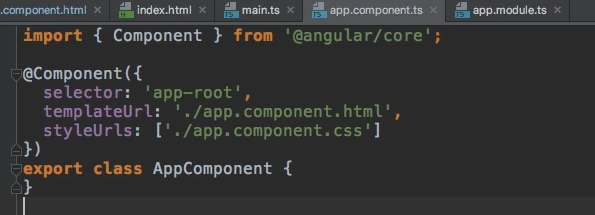 .component.html × index.html × main.ts × app.component.ts × app.module.ts ×
import { Component } from '@angular/core';
@Component({
  selector: 'app-root',
  templateUrl: './app.component.html',
  styleUrls: ['./app.component.css']
})
export class AppComponent {
}